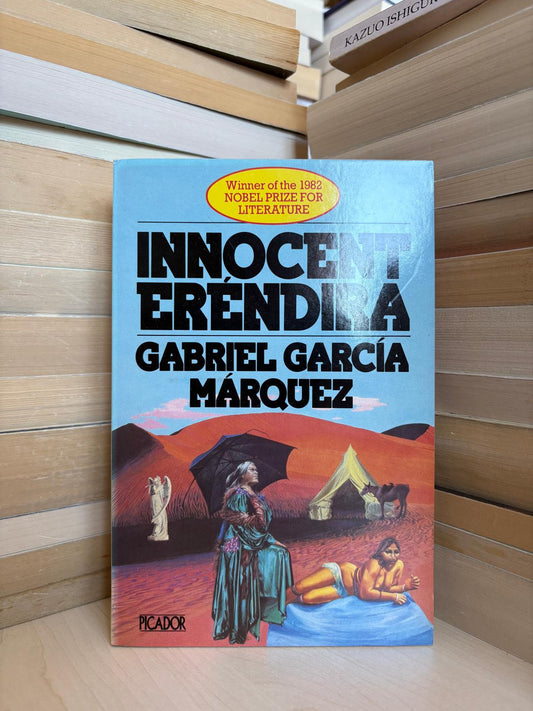 KAZUO ISHIGUR
Winner of the 1982
NOBEL PRIZE FOR
LITERATURE
INNOCENT
ERÉNDIRA
GABRIEL GARCÍA
MÁRQUEZ
PICADOR